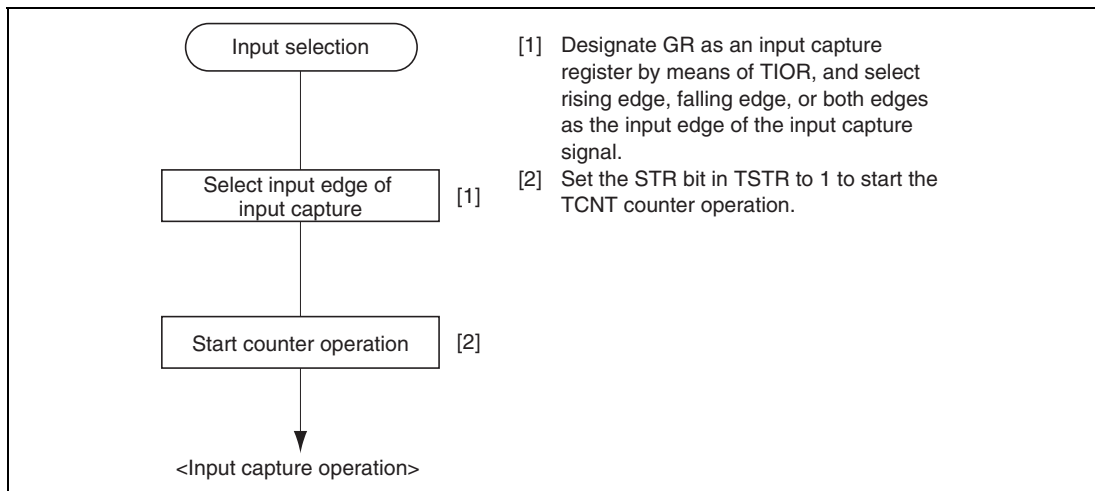 Input selection
Select input edge of
input capture
[1]
Start counter operation
[2]
<Input capture operation>
[1] Designate GR as an input capture
register by means of TIOR, and select
rising edge, falling edge, or both edges
as the input edge of the input capture
signal.
[2] Set the STR bit in TSTR to 1 to start the
TCNT counter operation.